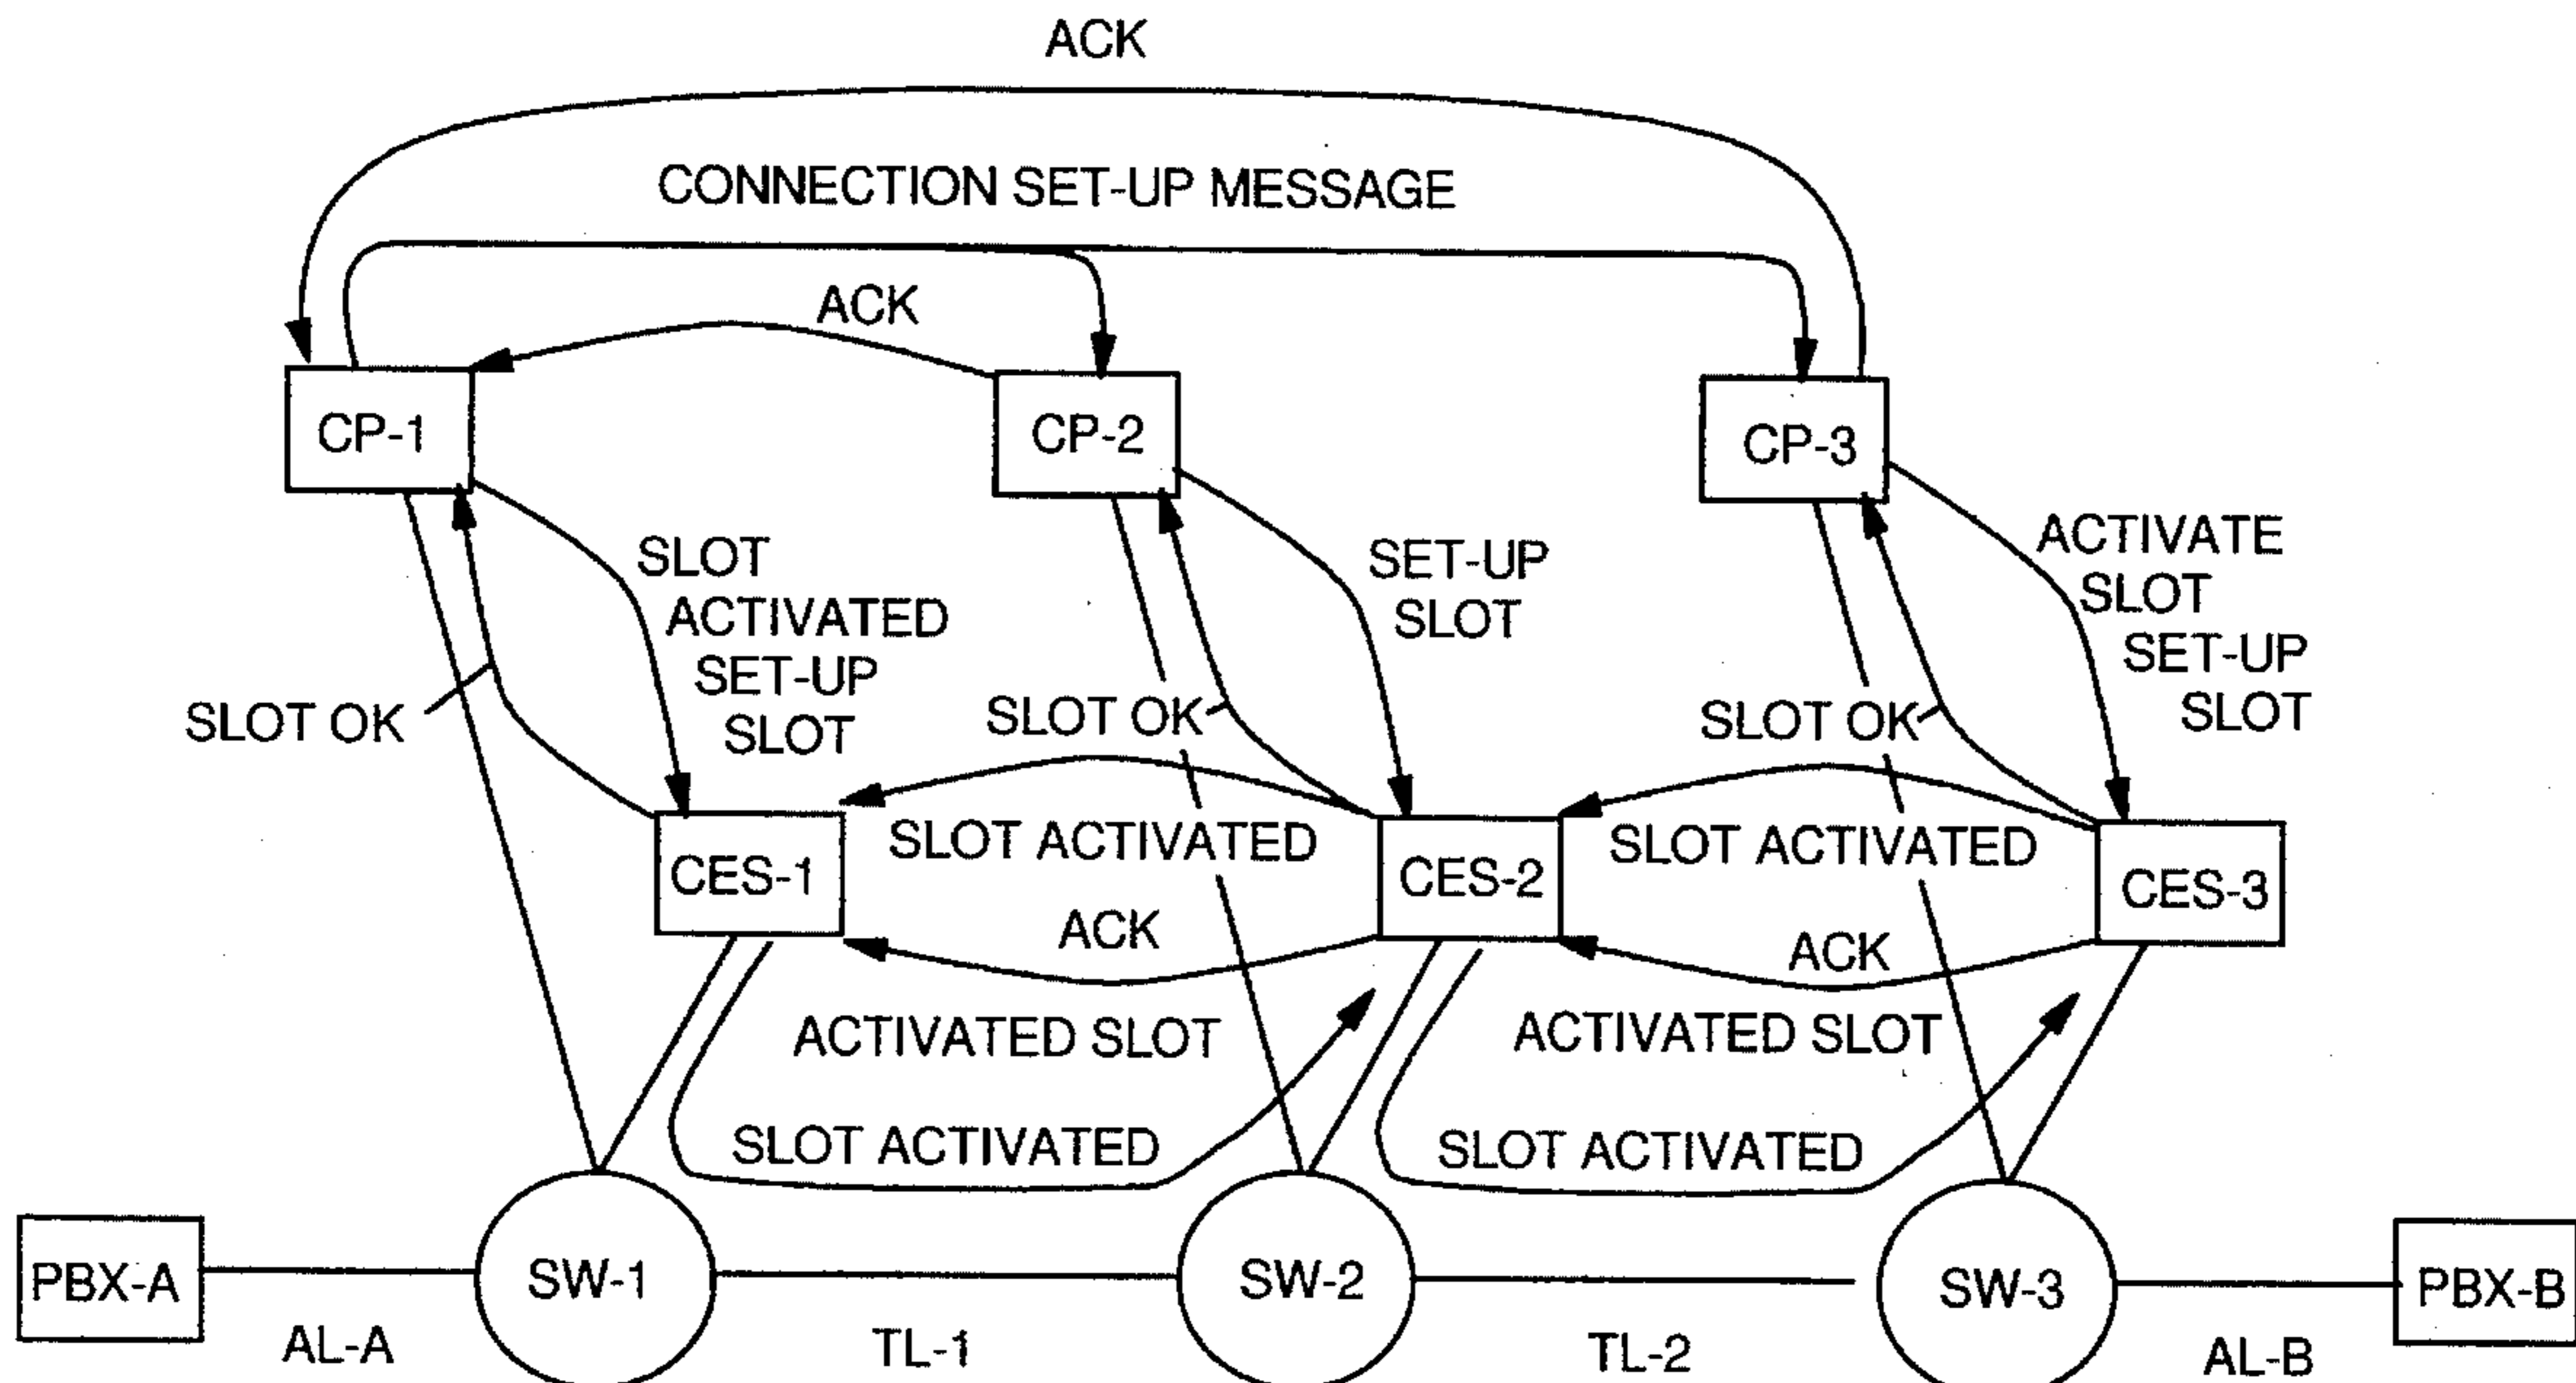 ACK
CONNECTION SET-UP MESSAGE
ACK
CP-1
CP-2
CP-3
SLOT
ACTIVATED
SET-UP
SLOT
SET-UP
SLOT
ACTIVATE
SLOT
SET-UP
SLOT
SLOT OK
SLOT OK
SLOT OK
SLOT ACTIVATED
SLOT ACTIVATED
CES-1
CES-2
CES-3
ACK
ACK
ACTIVATED SLOT
ACTIVATED SLOT
SLOT ACTIVATED
SLOT ACTIVATED
PBX-A
SW-1
SW-2
SW-3
PBX-B
AL-A
TL-1
TL-2
AL-B